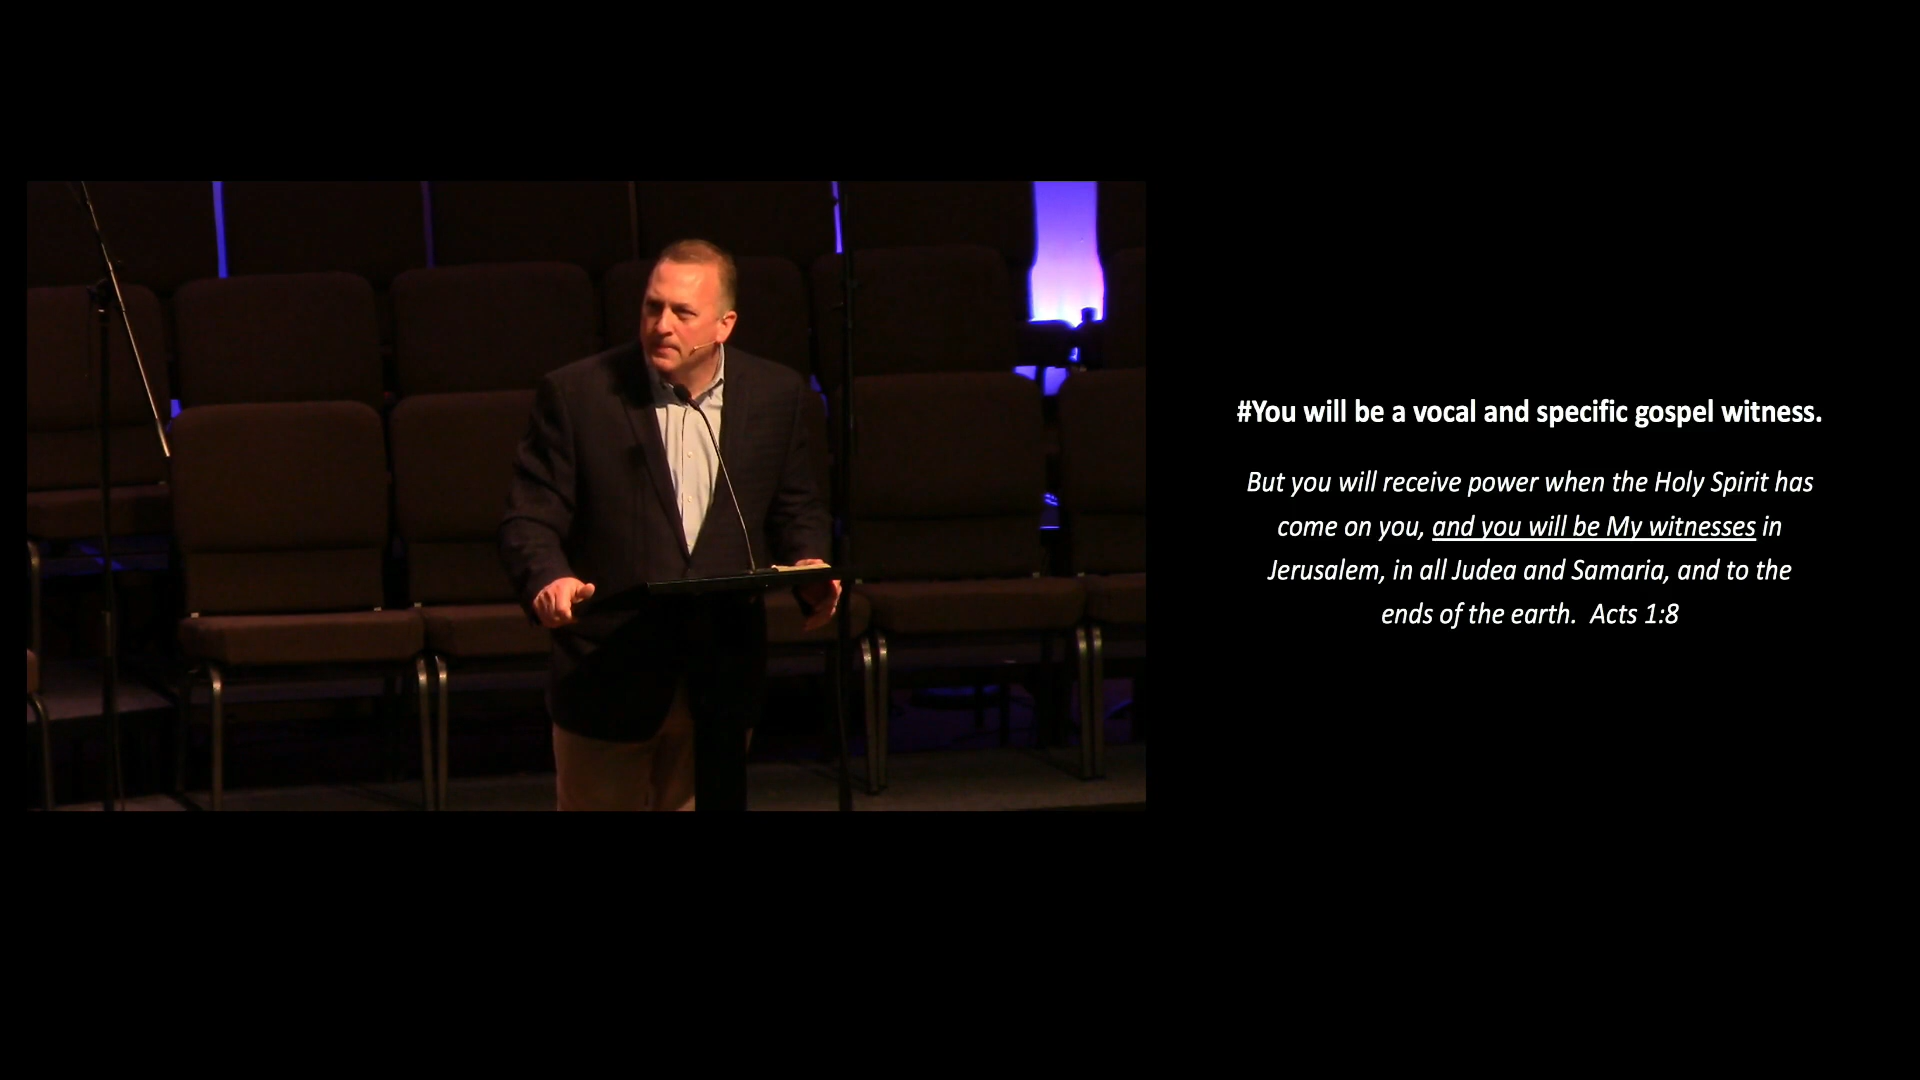 #You will be a vocal and specific gospel witness.
But you will receive power when the Holy Spirit has
come on you, and you will be My witnesses in
Jerusalem, in all Judea and Samaria, and to the
ends of the earth.  Acts 1:8